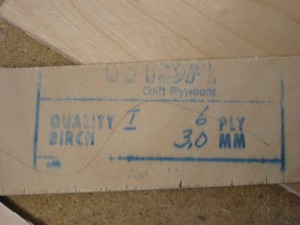 Craft Plywoods
QUALITY I 6 PLY
BIRCH 3,0 MM